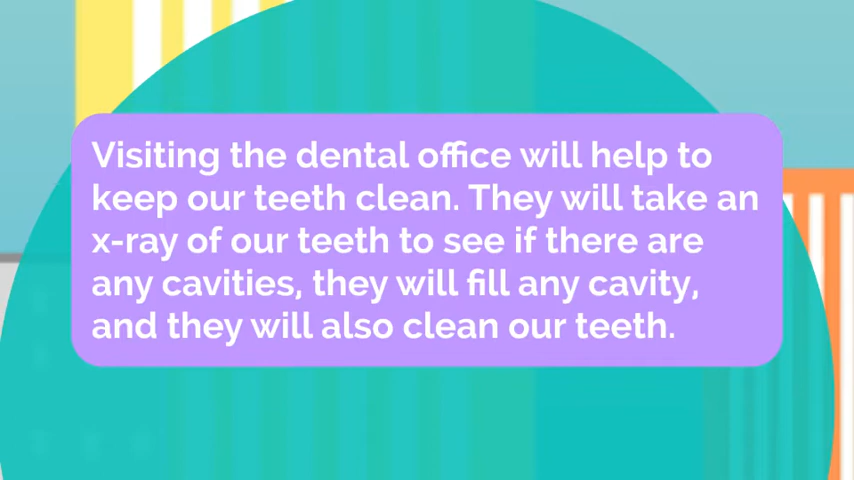 Visiting the dental office will help to
keep our teeth clean. They will take an
x-ray of our teeth to see if there are
any cavities, they will fill any cavity,
and they will also clean our teeth.